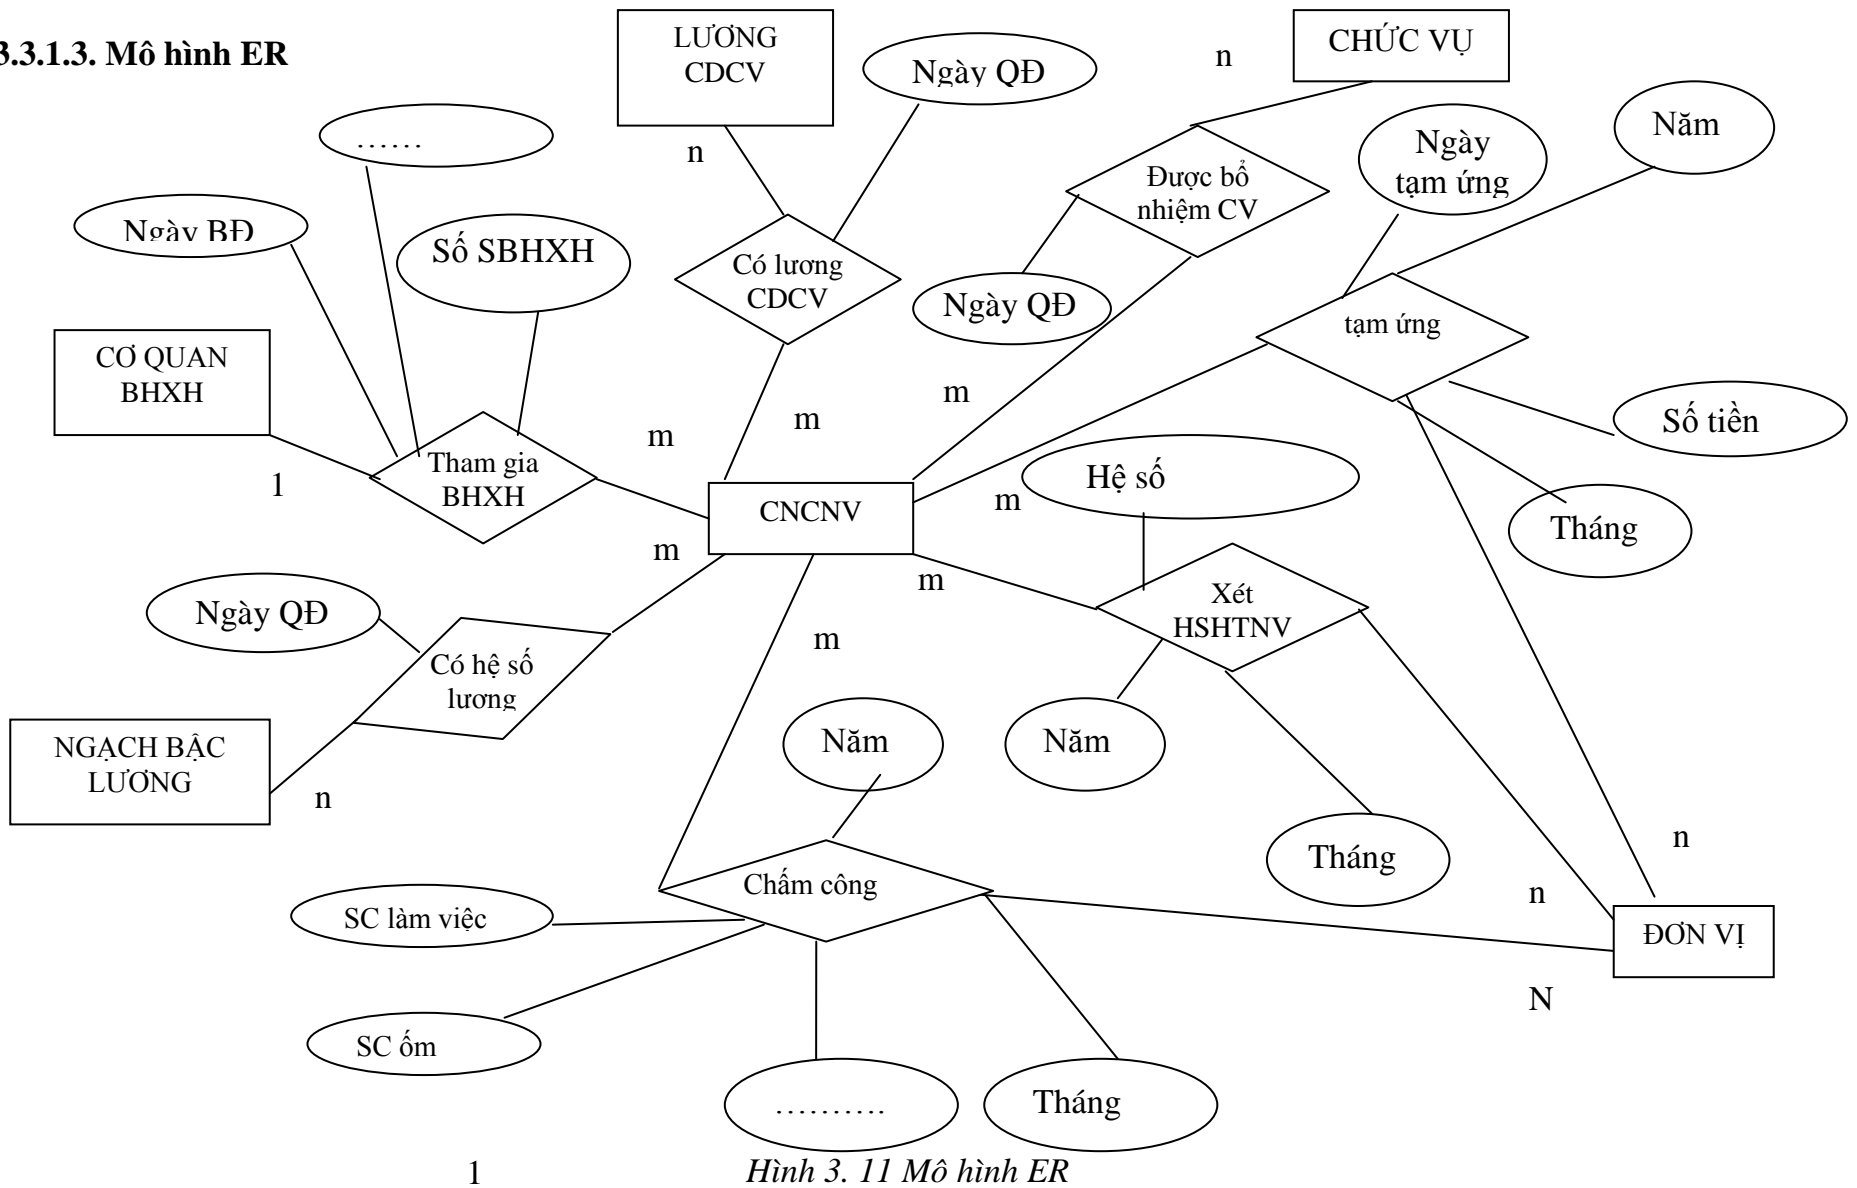 3.3.1.3. Mô hình ER
LƯƠNG
CDCV
Ngày QĐ
n
CHỨC VỤ
Năm
Ngày
tạm ứng
……
n
Được bổ
nhiệm CV
Ngày BĐ
Số SBHXH
Có lương
CDCV
Ngày QĐ
tạm ứng
CƠ QUAN
BHXH
m
m
m
Số tiền
Tham gia
BHXH
1
Hệ số
m
CNCNV
Tháng
m
m
Ngày QĐ
Xét
HSHTNV
m
Có hệ số
lương
NGẠCH BẬC
LƯƠNG
n
Năm
Năm
n
Tháng
Chấm công
n
SC làm việc
ĐƠN VỊ
N
SC ốm
……….
Tháng
1
Hình 3. 11 Mô hình ER